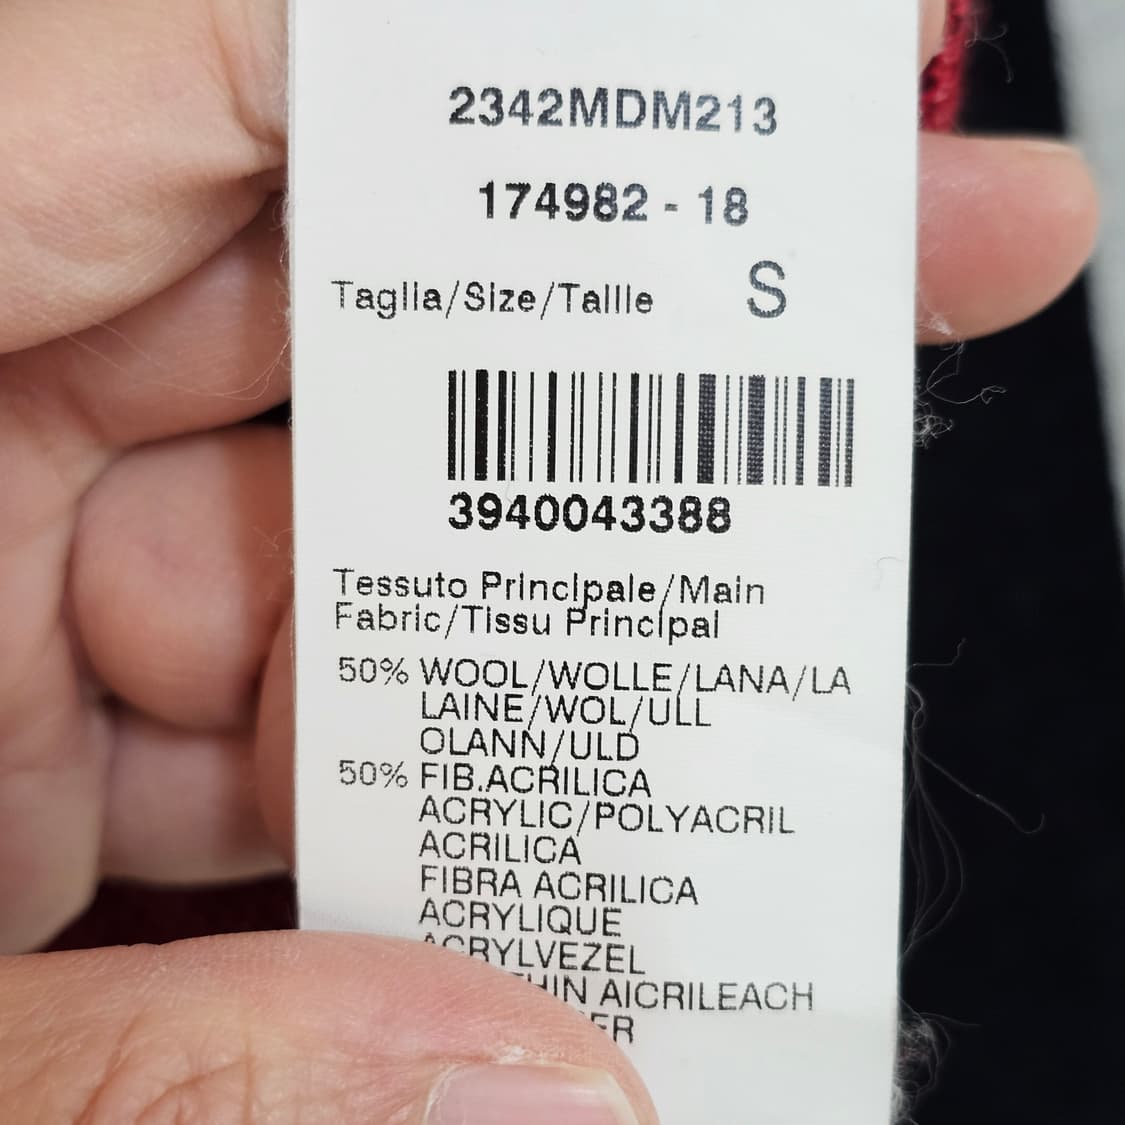 2342MDM213
174982 - 18
Taglia/Size/Taille S
3940043388
Tessuto Principale/Main
Fabric/Tissu Principal
50% WOOL/WOLLE/LANA/LA
LAINE/WOL/ULL
OLANN/ULD
50% FIB.ACRILICA
ACRYLIC/POLYACRIL
ACRILICA
FIBRA ACRILICA
ACRYLIQUE
ACRYLVEZEL
AICRILEACH